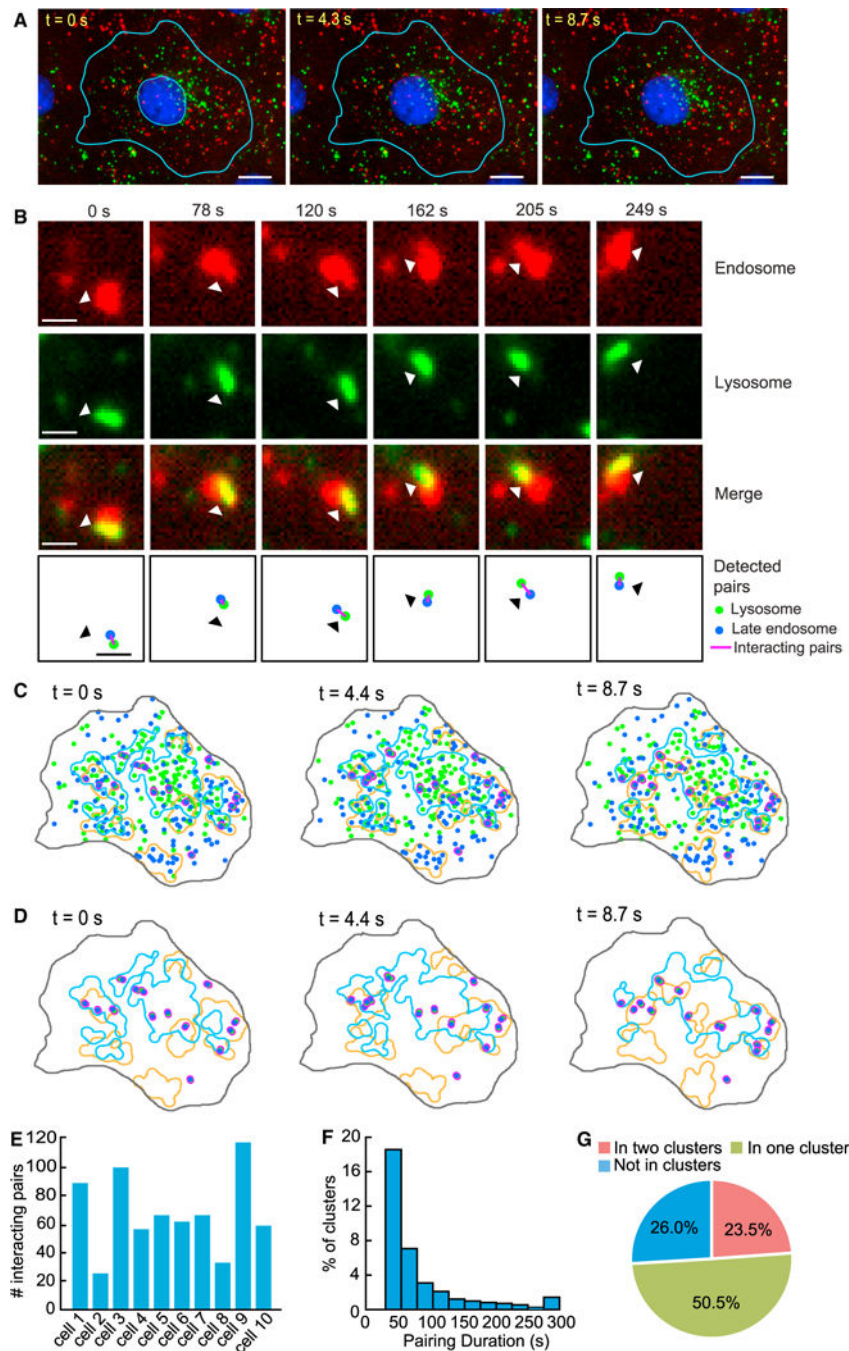 A
t = 0 s
t = 4.3 s
t = 8.7 s
B
0 s 78 s 120 s 162 s 205 s 249 s
Endosome
Lysosome
Merge
Detected
pairs
Lysosome
Late endosome
Interacting pairs
C
t = 0 s
t = 4.4 s
t = 8.7 s
D
t = 0 s
t = 4.4 s
t = 8.7 s
E
# interacting pairs
120
100
80
60
40
20
0
cell 1
cell 2
cell 3
cell 4
cell 5
cell 6
cell 7
cell 8
cell 9
cell 10
F
% of clusters
20
16
12
8
4
0
0 50 100 150 200 250 300
Pairing Duration (s)
G
In two clusters
In one cluster
Not in clusters
26.0%
23.5%
50.5%